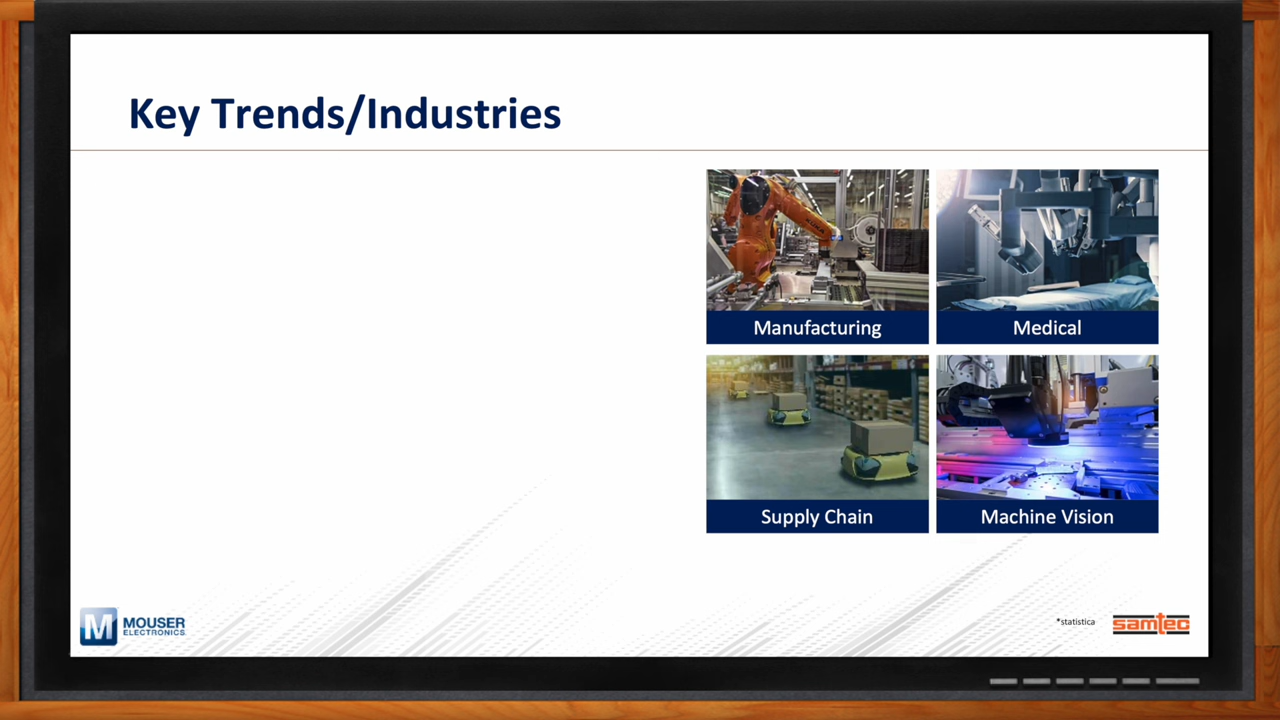 Key Trends/Industries
Manufacturing
Medical
Supply Chain
Machine Vision
M MOUSER
ELECTRONICS
*statistica
samtec